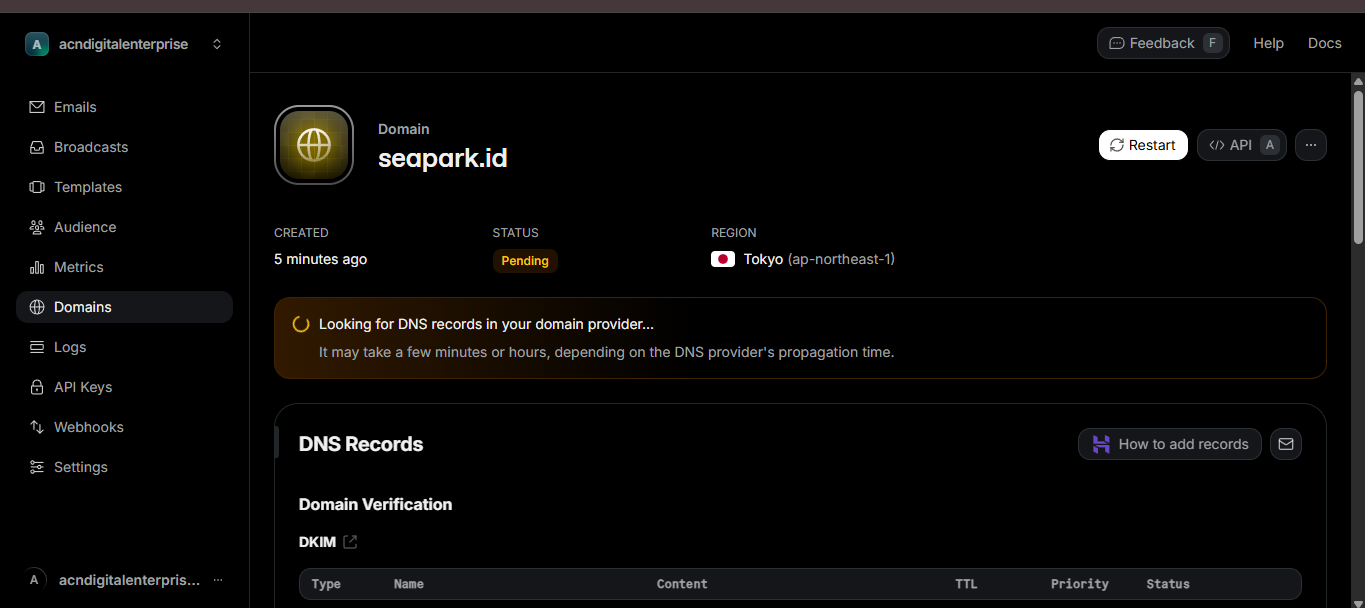 A acndigitalenterprise
Feedback F
Help
Docs
Emails
Broadcasts
Templates
Audience
Metrics
Domains
Logs
API Keys
Webhooks
Settings
A acndigitalenterpris... ...
Domain
seapark.id
Restart
API A
...
CREATED
5 minutes ago
STATUS
Pending
REGION
Tokyo (ap-northeast-1)
Looking for DNS records in your domain provider...
It may take a few minutes or hours, depending on the DNS provider's propagation time.
DNS Records
How to add records
Domain Verification
DKIM
Type Name Content TTL Priority Status